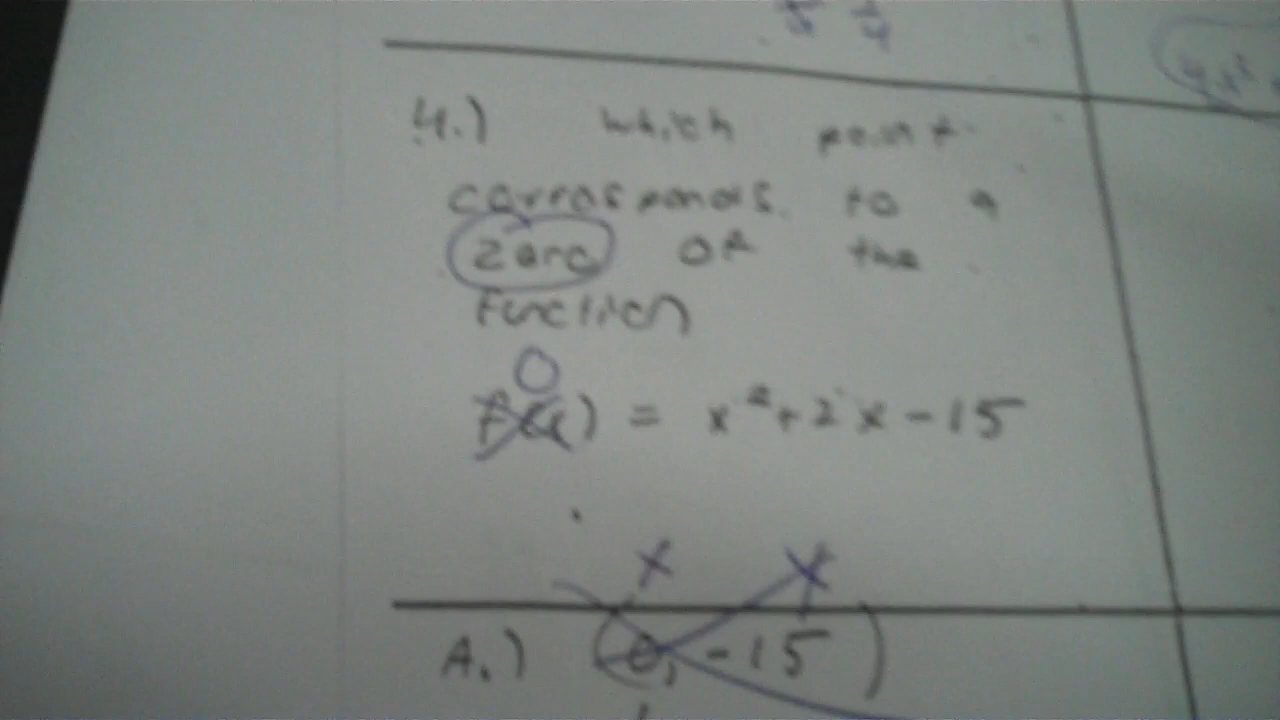 4.) which point
corresponds to a
zero of the
function
0
f(x) = x²+2x-15
x
A.) (0, -15)